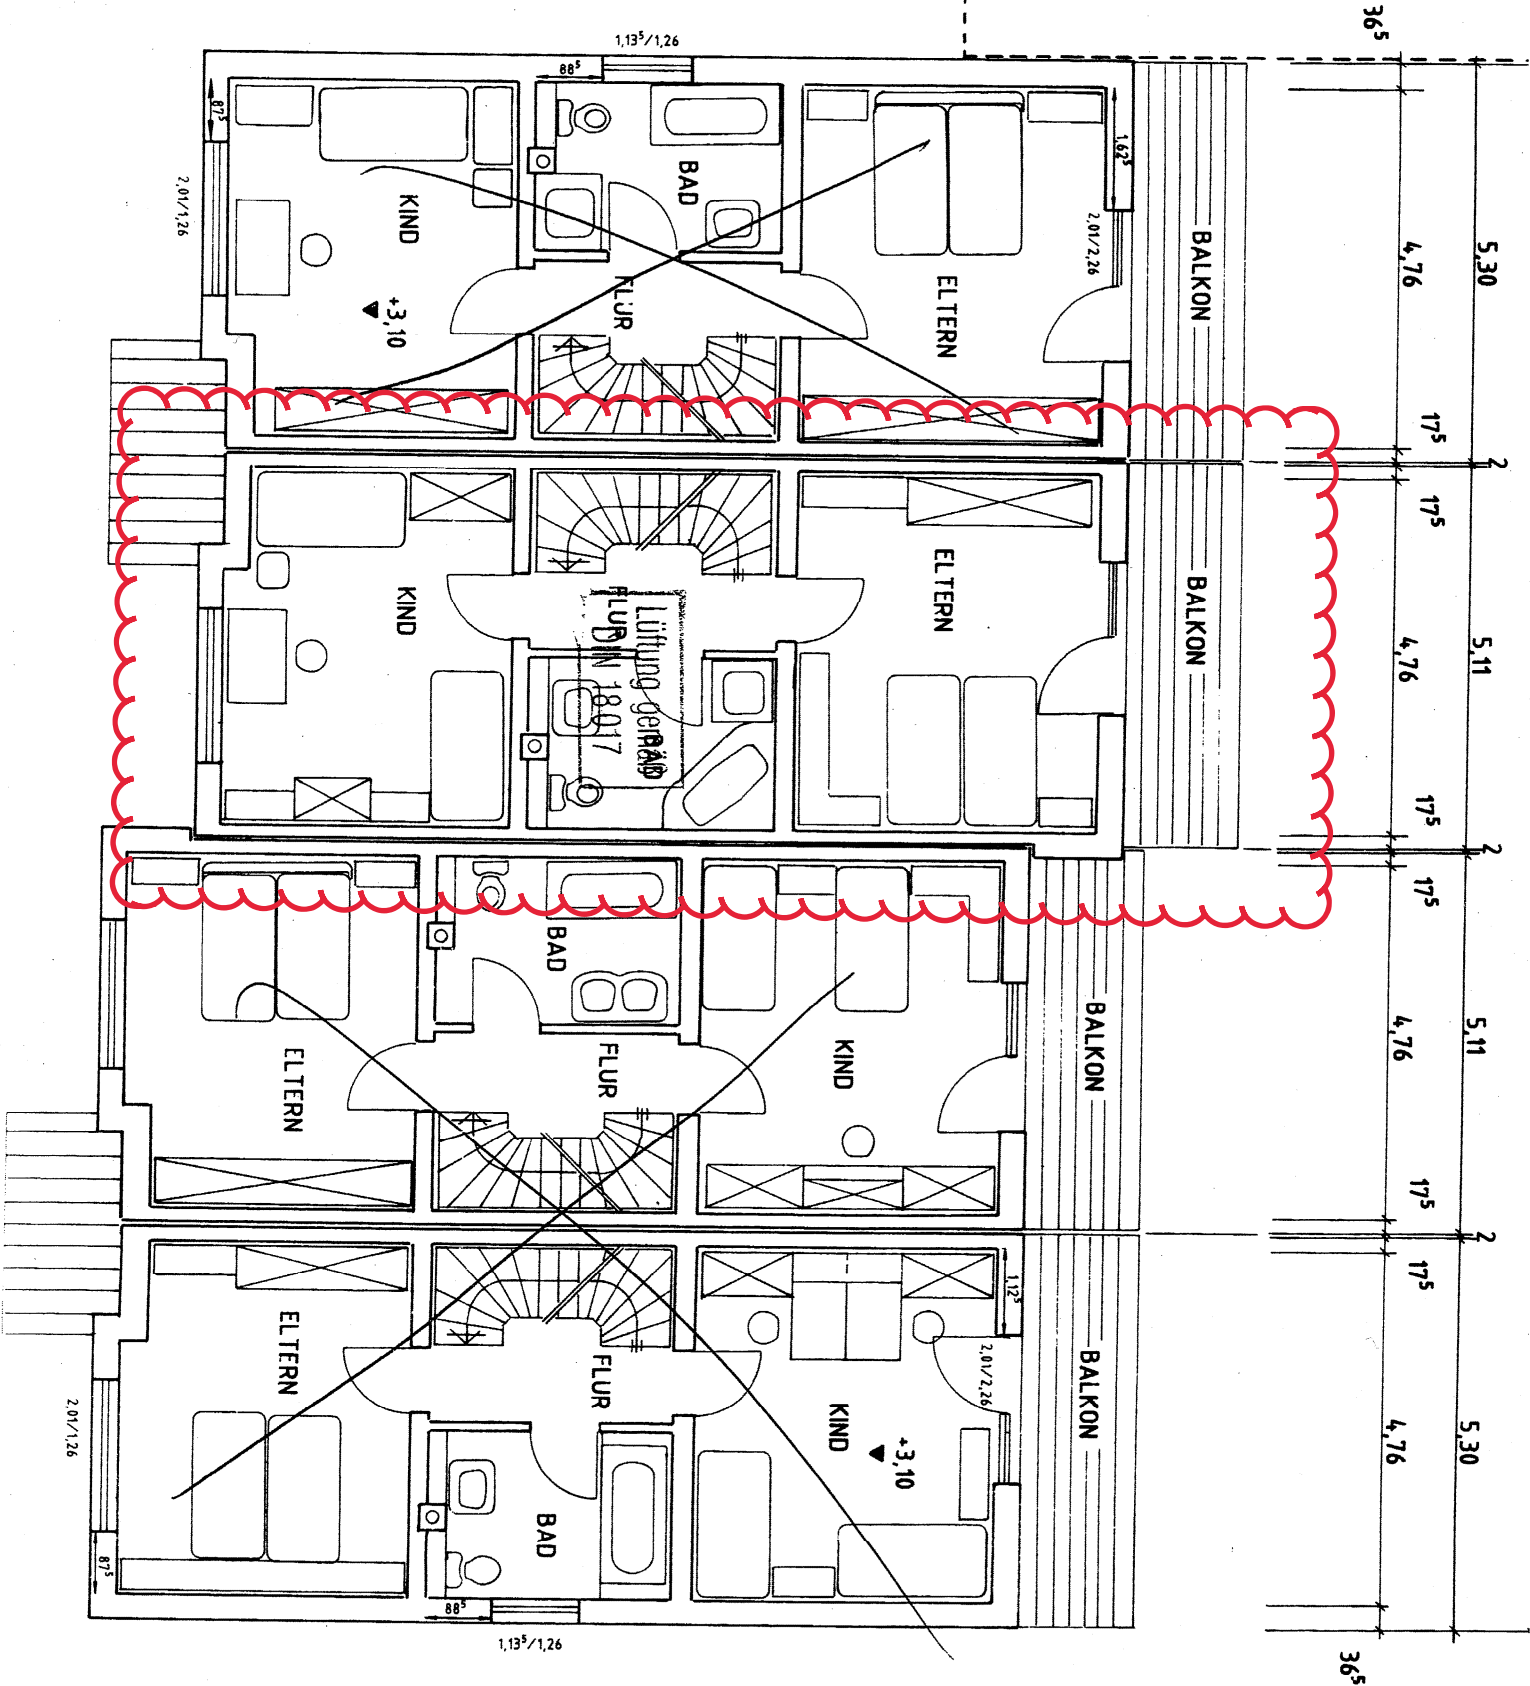 36⁵
1,13⁵/1,26
88⁵
87⁵
1,62⁵
BAD
KIND
2,01/1,26
2,01/2,26
BALKON
4,76
5,30
FLUR
ELTERN
+3,10
17⁵
2
17⁵
KIND
FLUR
ELTERN
BALKON
4,76
5,11
Lüftung gemäß
DIN 18017
BAD
17⁵
2
17⁵
BAD
ELTERN
FLUR
KIND
BALKON
4,76
5,11
17⁵
2
17⁵
1,12⁵
ELTERN
FLUR
KIND
2,01/2,26
BALKON
4,76
5,30
+3,10
2,01/1,26
BAD
87⁵
88⁵
1,13⁵/1,26
36⁵